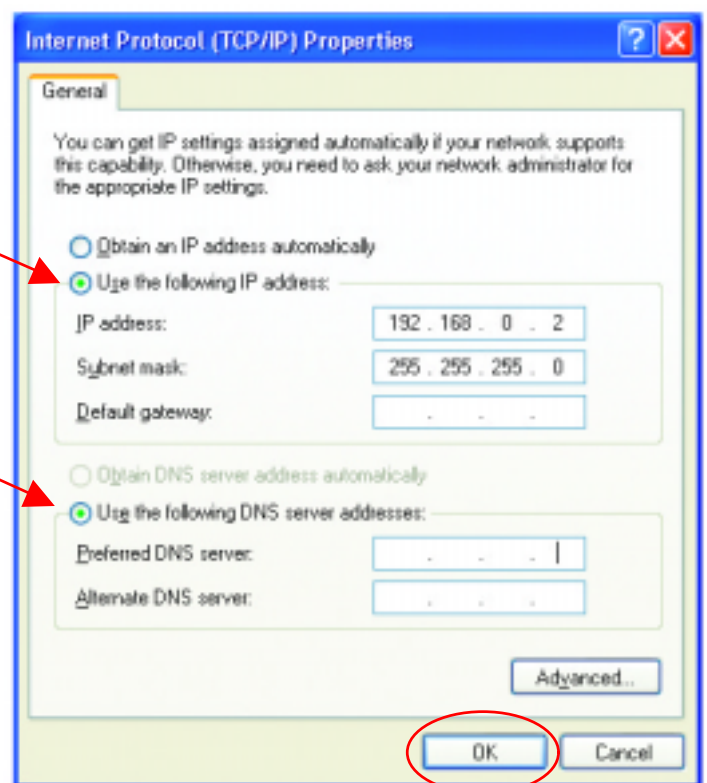 Internet Protocol (TCP/IP) Properties
General
You can get IP settings assigned automatically if your network supports
this capability. Otherwise, you need to ask your network administrator for
the appropriate IP settings.
Obtain an IP address automatically
Use the following IP address:
IP address: 192 . 168 . 0 . 2
Subnet mask: 255 . 255 . 255 . 0
Default gateway: . . .
Obtain DNS server address automatically
Use the following DNS server addresses:
Preferred DNS server: . . .
Alternate DNS server: . . .
Advanced...
OK Cancel